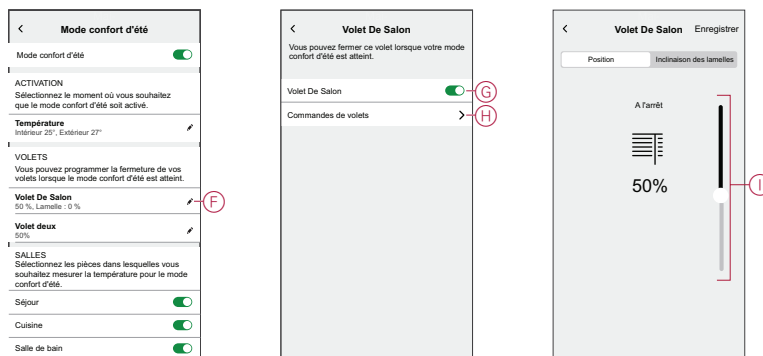 Mode confort d'été
Mode confort d'été
ACTIVATION
Sélectionnez le moment où vous souhaitez
que le mode confort d'été soit activé.
Température
Intérieur 25°, Extérieur 27°
VOLETS
Vous pouvez programmer la fermeture de vos
volets lorsque le mode confort d'été est atteint.
Volet De Salon
50 %, Lamelle : 0 %
F
Volet deux
50%
SALLES
Sélectionnez les pièces dans lesquelles vous
souhaitez mesurer la température pour le mode
confort d'été.
Séjour
Cuisine
Salle de bain
Volet De Salon
Vous pouvez fermer ce volet lorsque votre mode
confort d'été est atteint.
Volet De Salon
G
Commandes de volets
H
Volet De Salon Enregistrer
Position Inclinaison des lamelles
A l'arrêt
50%
I